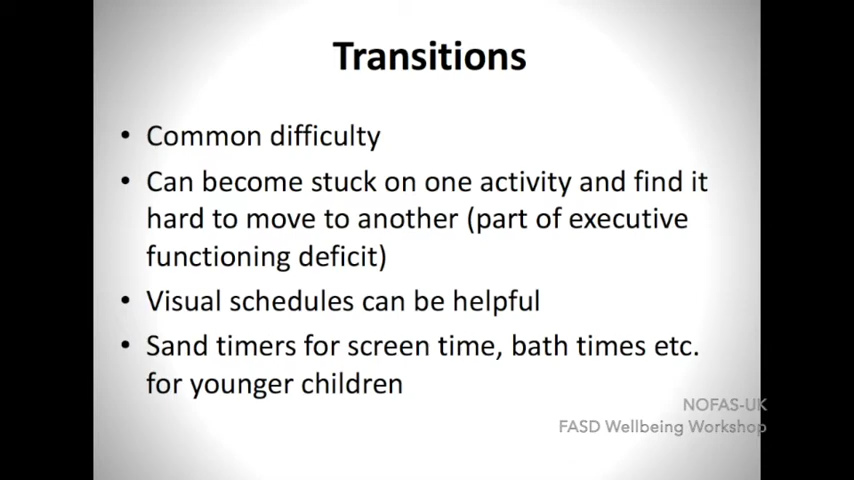 Transitions
• Common difficulty
• Can become stuck on one activity and find it
hard to move to another (part of executive
functioning deficit)
• Visual schedules can be helpful
• Sand timers for screen time, bath times etc.
for younger children
NOFAS-UK
FASD Wellbeing Workshop